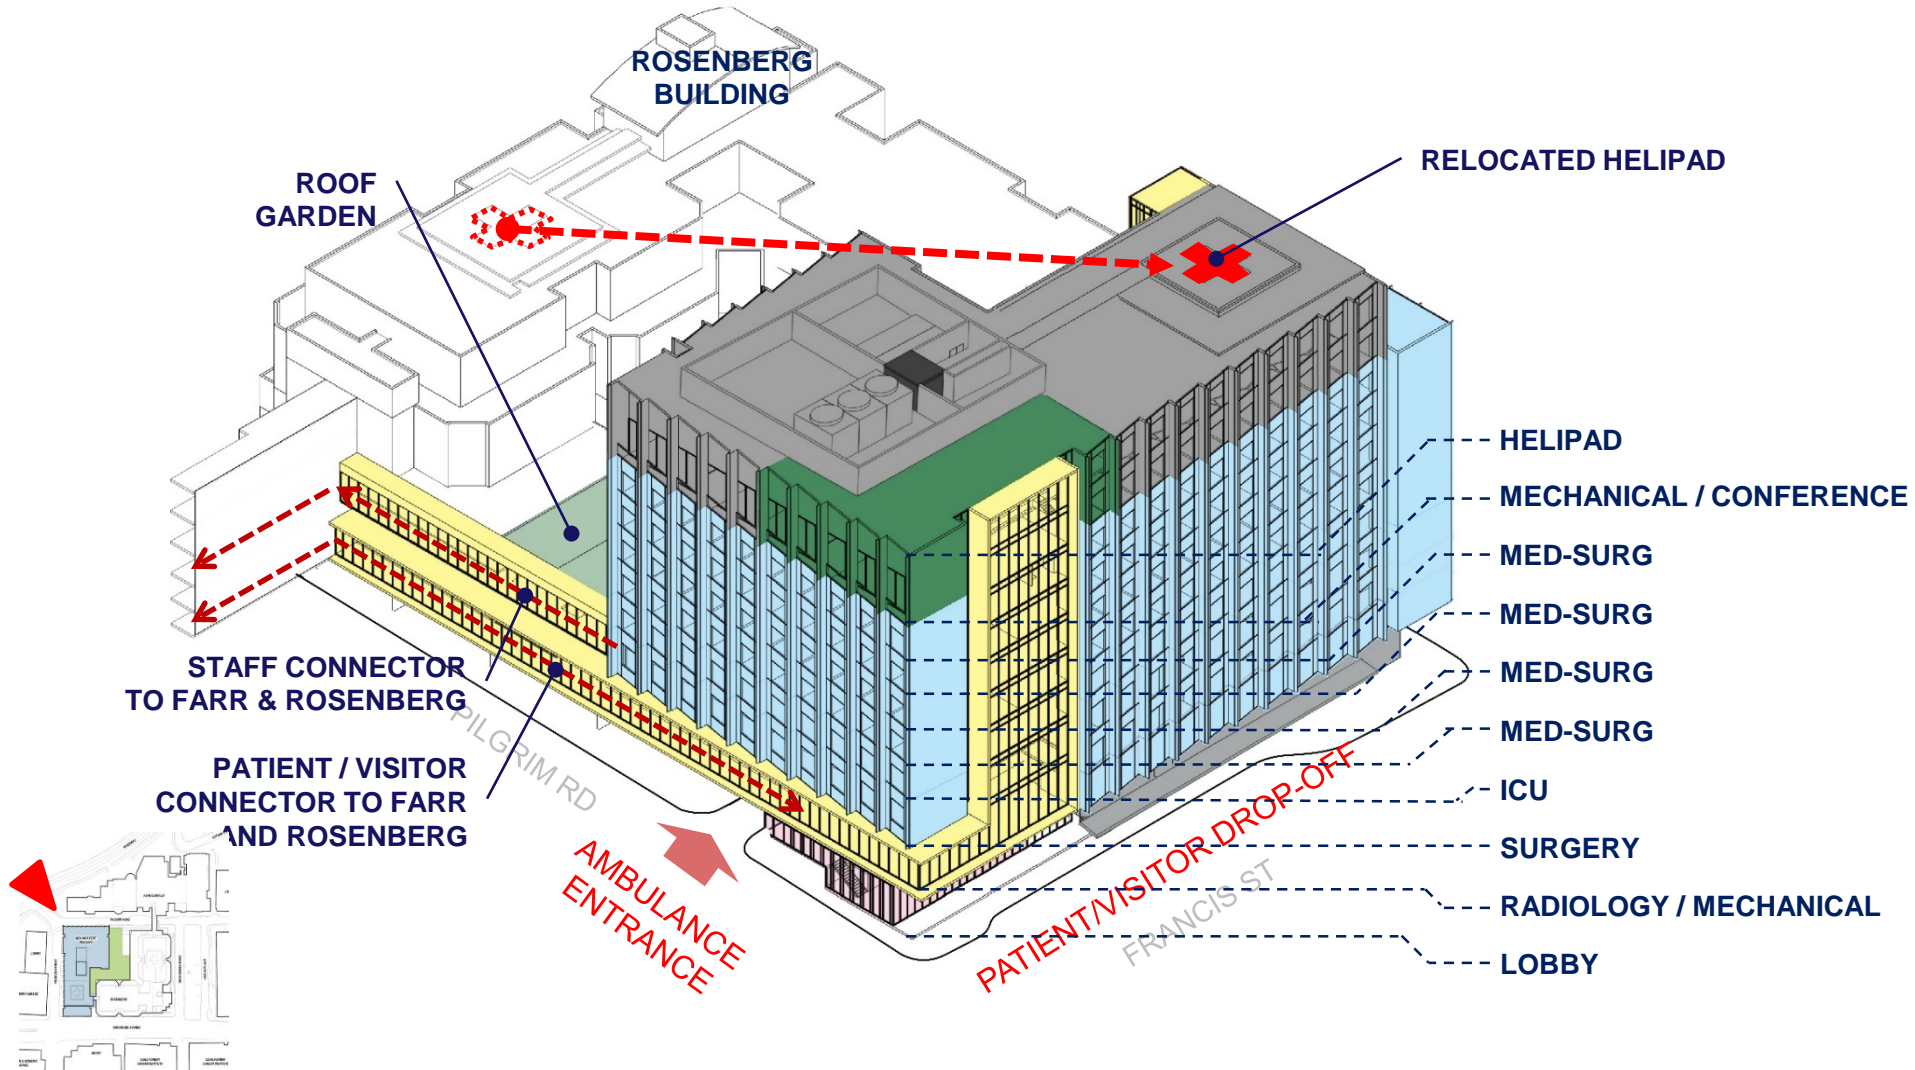 ROSENBERG
BUILDING
RELOCATED HELIPAD
ROOF
GARDEN
HELIPAD
MECHANICAL / CONFERENCE
MED-SURG
MED-SURG
MED-SURG
MED-SURG
ICU
SURGERY
RADIOLOGY / MECHANICAL
LOBBY
STAFF CONNECTOR
TO FARR & ROSENBERG
PILGRIM RD
PATIENT / VISITOR
CONNECTOR TO FARR
AND ROSENBERG
AMBULANCE
ENTRANCE
PATIENT/VISITOR DROP-OFF
FRANCIS ST